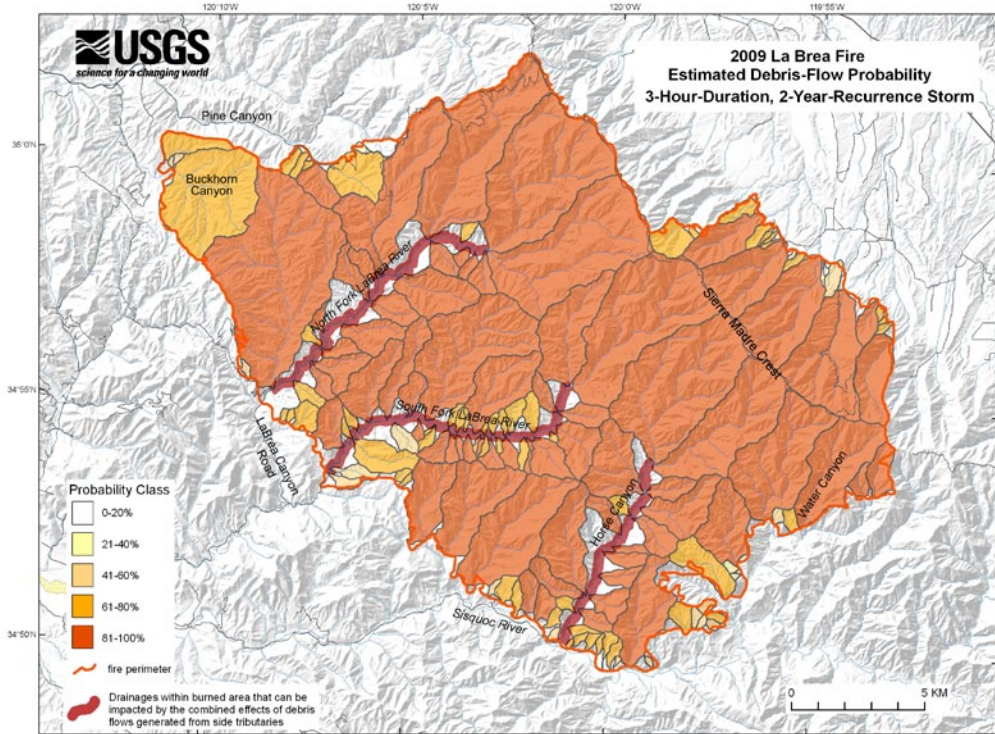 120°10'W
120°5'W
120°0'W
119°55'W
USGS
science for a changing world
2009 La Brea Fire
Estimated Debris-Flow Probability
3-Hour-Duration, 2-Year-Recurrence Storm
Pine Canyon
35°0'N
Buckhorn
Canyon
North Fork LaBrea River
Sierra Madre Crest
34°55'N
South Fork LaBrea River
LaBrea Canyon
Road
Horse Canyon
Water Canyon
Probability Class
0-20%
21-40%
41-60%
61-80%
81-100%
Sisquoc River
34°50'N
fire perimeter
Drainages within burned area that can be
impacted by the combined effects of debris
flows generated from side tributaries
0
5 KM